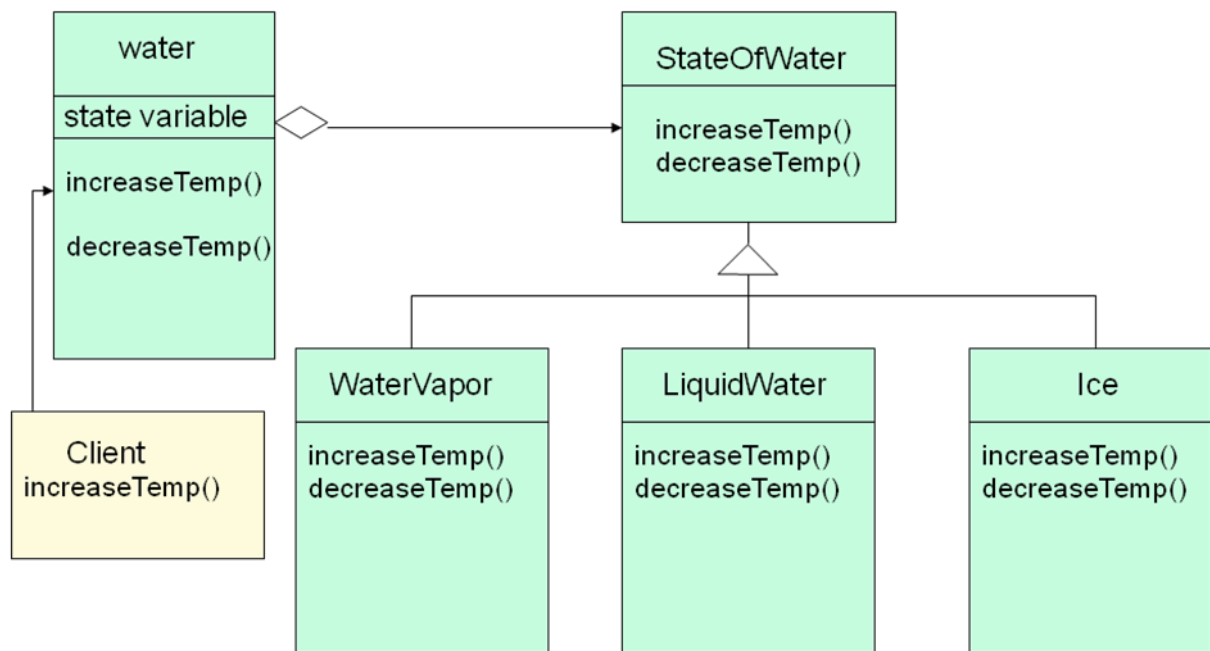 water
state variable
increaseTemp()
decreaseTemp()
StateOfWater
increaseTemp()
decreaseTemp()
Client
increaseTemp()
WaterVapor
increaseTemp()
decreaseTemp()
LiquidWater
increaseTemp()
decreaseTemp()
Ice
increaseTemp()
decreaseTemp()